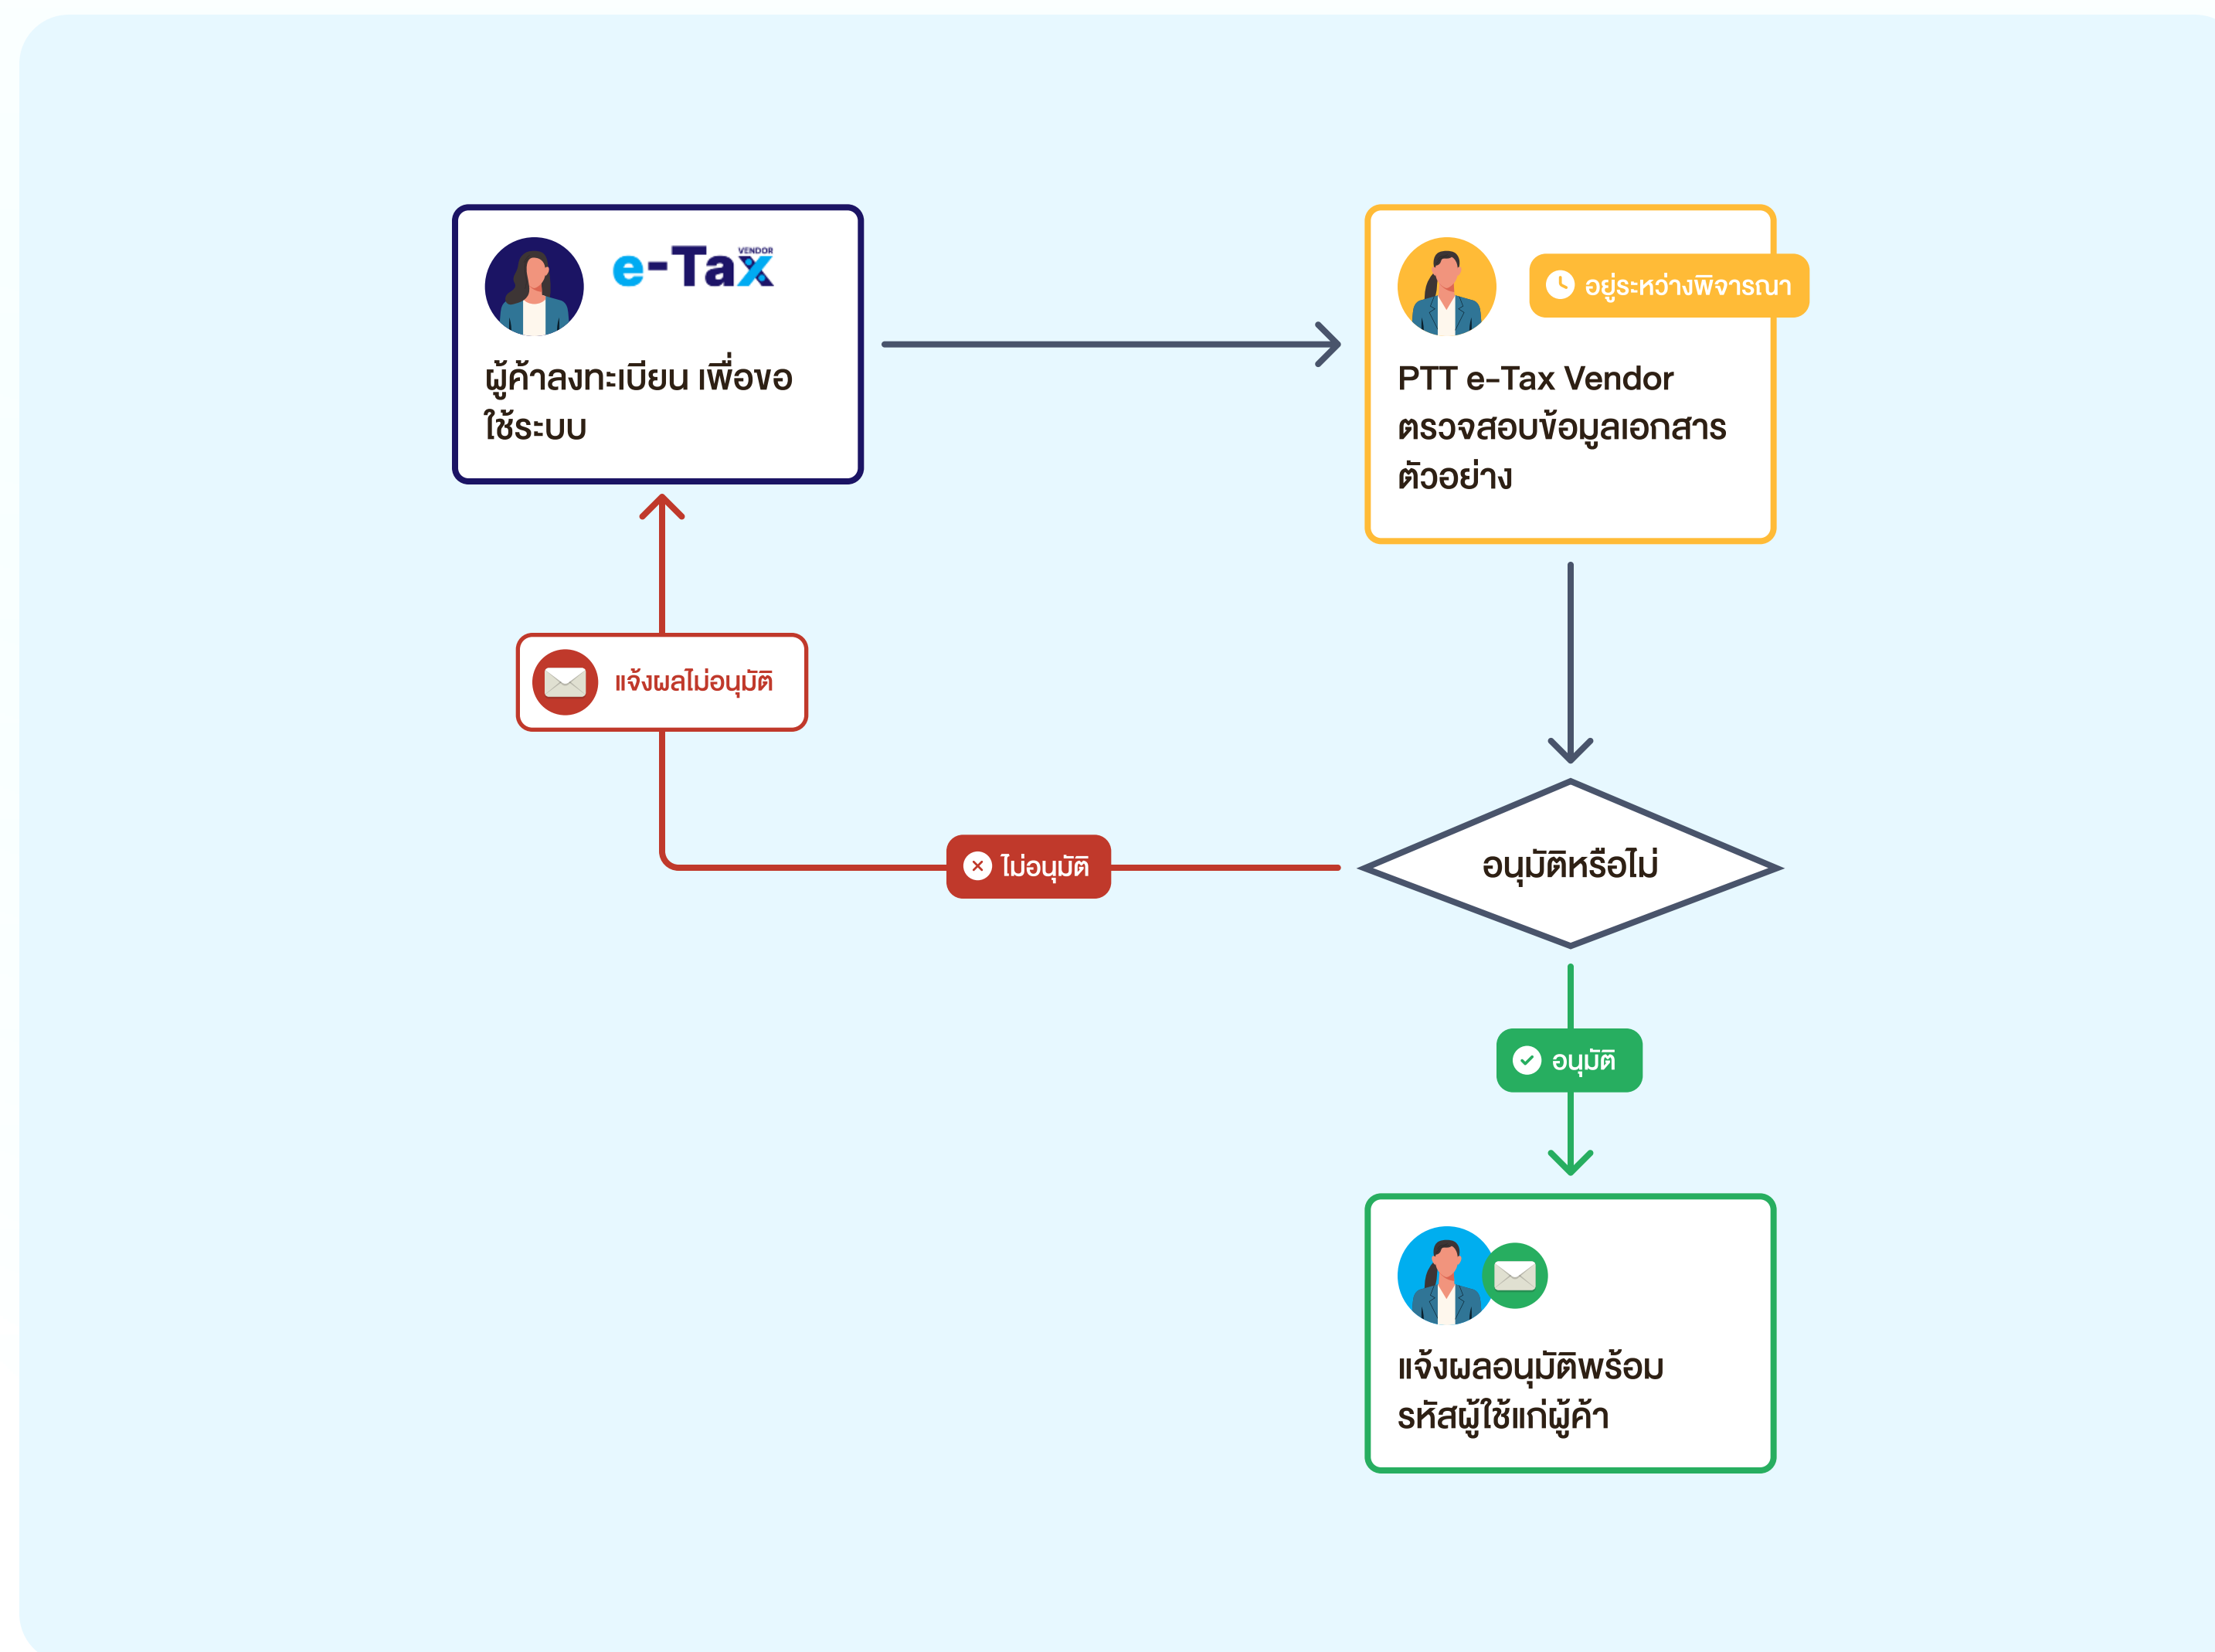 VENDOR
e-Tax
ผู้ค้าลงทะเบียน เพื่อขอ
ใช้ระบบ
อยู่ระหว่างพิจารณา
PTT e-Tax Vendor
ตรวจสอบข้อมูลเอกสาร
ตัวอย่าง
แจ้งผลไม่อนุมัติ
ไม่อนุมัติ
อนุมัติหรือไม่
อนุมัติ
แจ้งผลอนุมัติพร้อม
รหัสผู้ใช้แก่ผู้ค้า